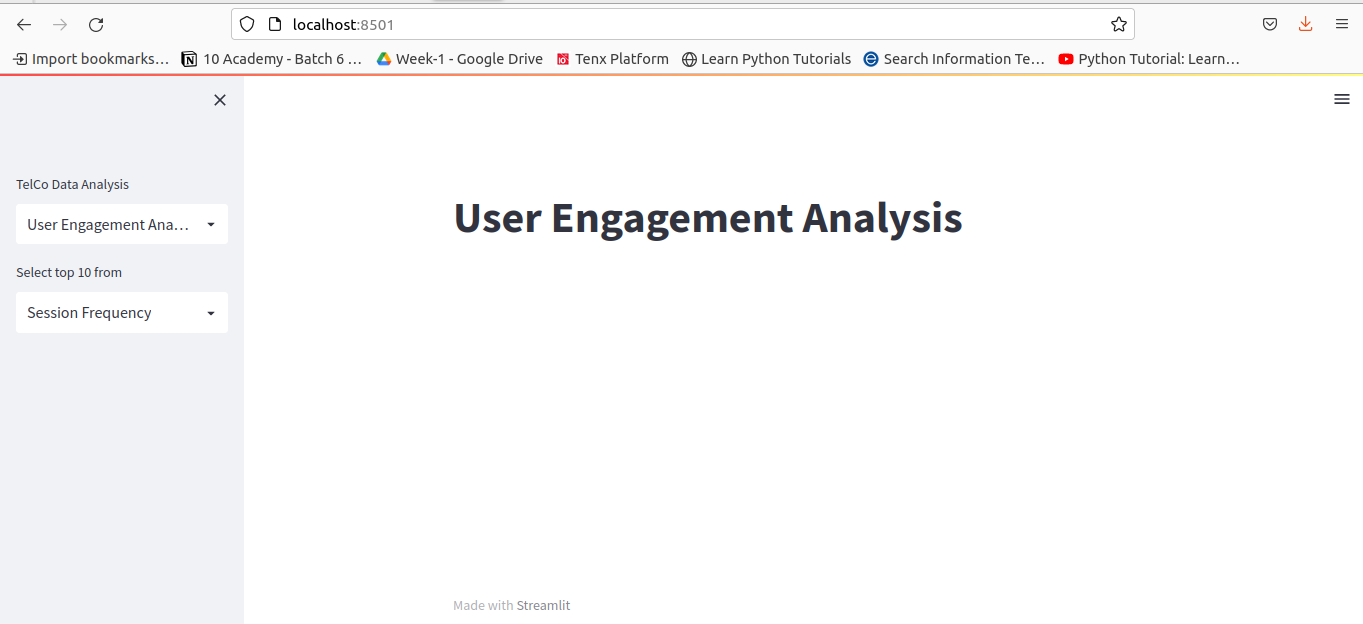 localhost:8501
Import bookmarks... 10 Academy - Batch 6 ... Week-1 - Google Drive Tenx Platform Learn Python Tutorials Search Information Te... Python Tutorial: Learn...
TelCo Data Analysis
User Engagement Ana...
Select top 10 from
Session Frequency
User Engagement Analysis
Made with Streamlit